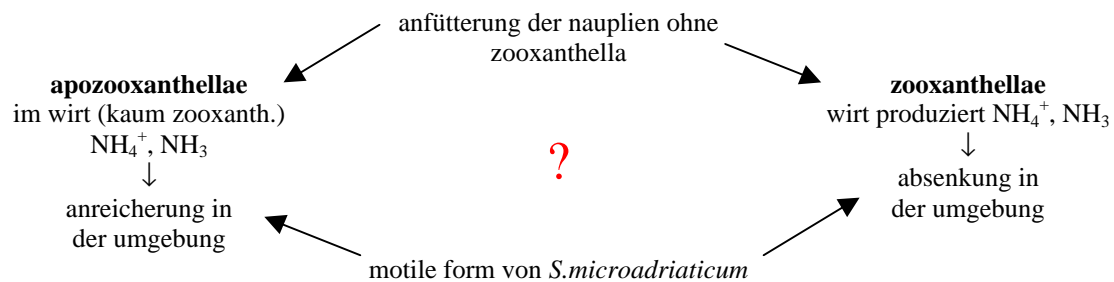 anfütterung der nauplien ohne
zooxanthella
apozooxanthellae
im wirt (kaum zooxanth.)
NH₄⁺, NH₃
↓
anreicherung in
der umgebung
?
zooxanthellae
wirt produziert NH₄⁺, NH₃
↓
absenkung in
der umgebung
motile form von S.microadriaticum